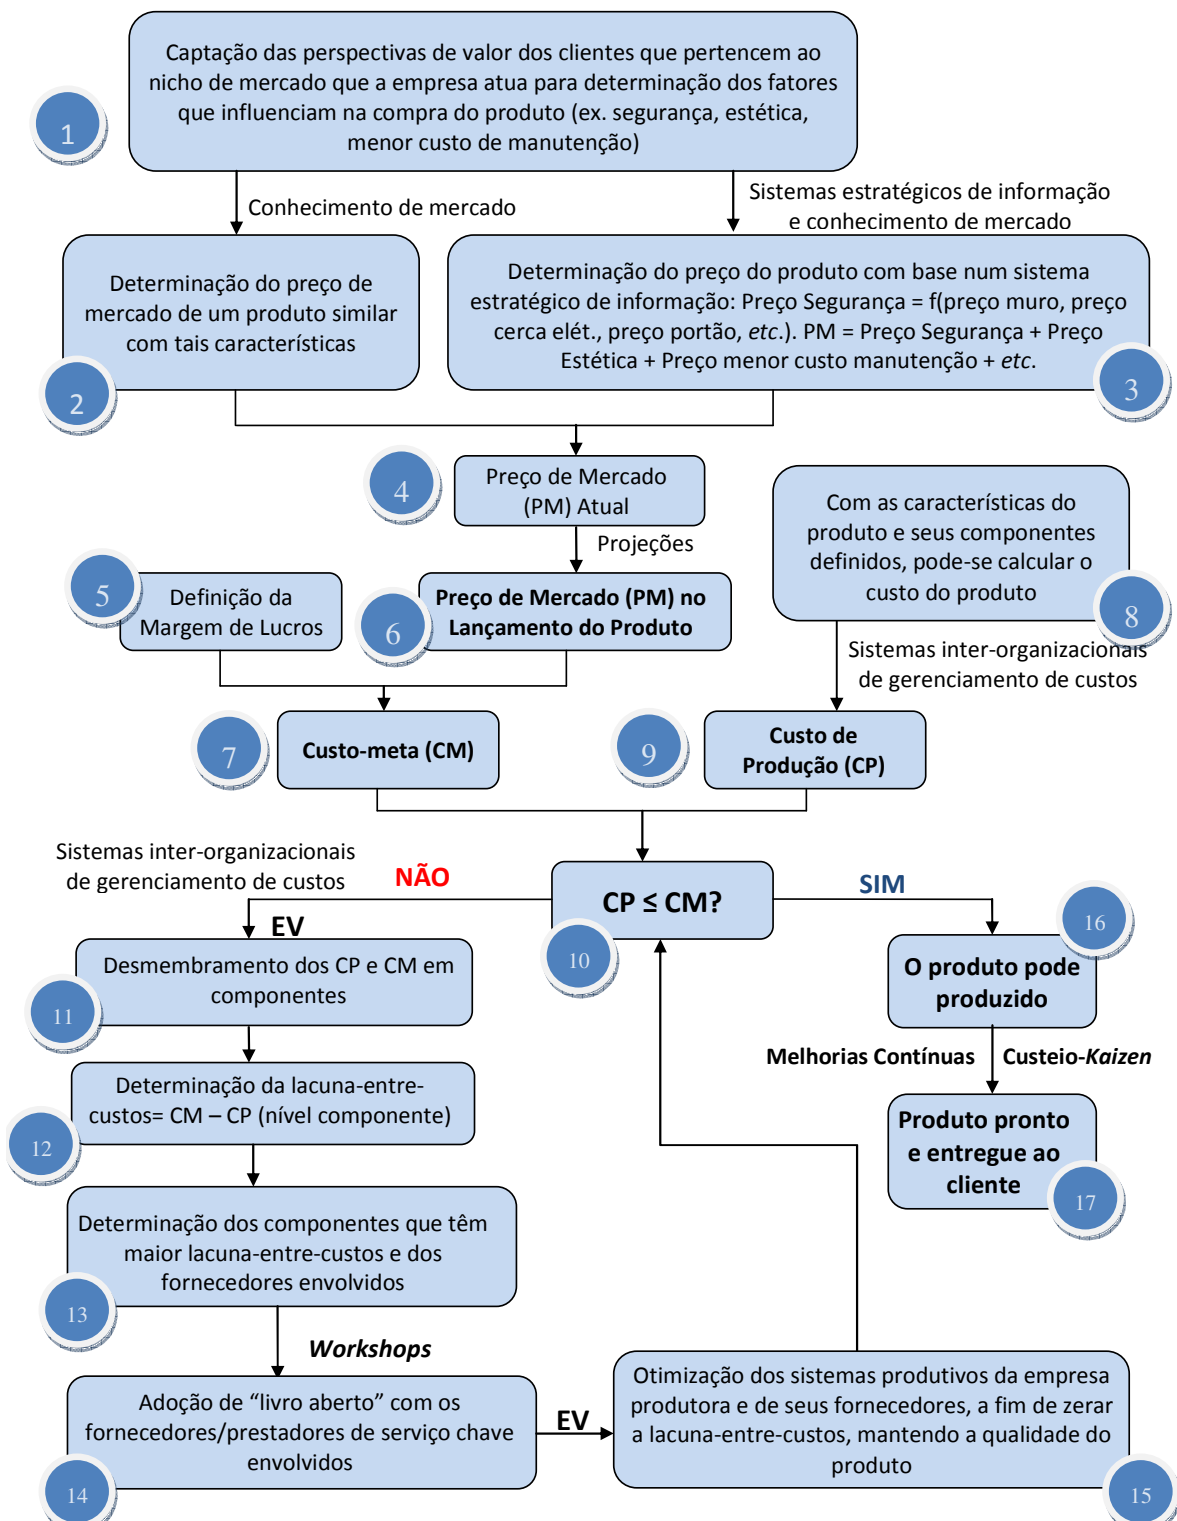 Captação das perspectivas de valor dos clientes que pertencem ao
nicho de mercado que a empresa atua para determinação dos fatores
que influenciam na compra do produto (ex. segurança, estética,
menor custo de manutenção)
1
Conhecimento de mercado
Sistemas estratégicos de informação
e conhecimento de mercado
Determinação do preço de
mercado de um produto similar
com tais características
2
Determinação do preço do produto com base num sistema
estratégico de informação: Preço Segurança = f(preço muro, preço
cerca elét., preço portão, etc.). PM = Preço Segurança + Preço
Estética + Preço menor custo manutenção + etc.
3
4
Preço de Mercado
(PM) Atual
Projeções
Com as características do
produto e seus componentes
definidos, pode-se calcular o
custo do produto
8
5
Definição da
Margem de Lucros
6
Preço de Mercado (PM) no
Lançamento do Produto
Sistemas inter-organizacionais
de gerenciamento de custos
7
Custo-meta (CM)
9
Custo de
Produção (CP)
Sistemas inter-organizacionais
de gerenciamento de custos
NÃO
CP ≤ CM?
SIM
10
EV
Desmembramento dos CP e CM em
componentes
11
16
O produto pode
produzido
Melhorias Contínuas
Custeio-Kaizen
Determinação da lacuna-entre-
custos= CM – CP (nível componente)
12
Produto pronto
e entregue ao
cliente
17
Determinação dos componentes que têm
maior lacuna-entre-custos e dos
fornecedores envolvidos
13
Workshops
Adoção de “livro aberto” com os
fornecedores/prestadores de serviço chave
envolvidos
14
EV
Otimização dos sistemas produtivos da empresa
produtora e de seus fornecedores, a fim de zerar
a lacuna-entre-custos, mantendo a qualidade do
produto
15